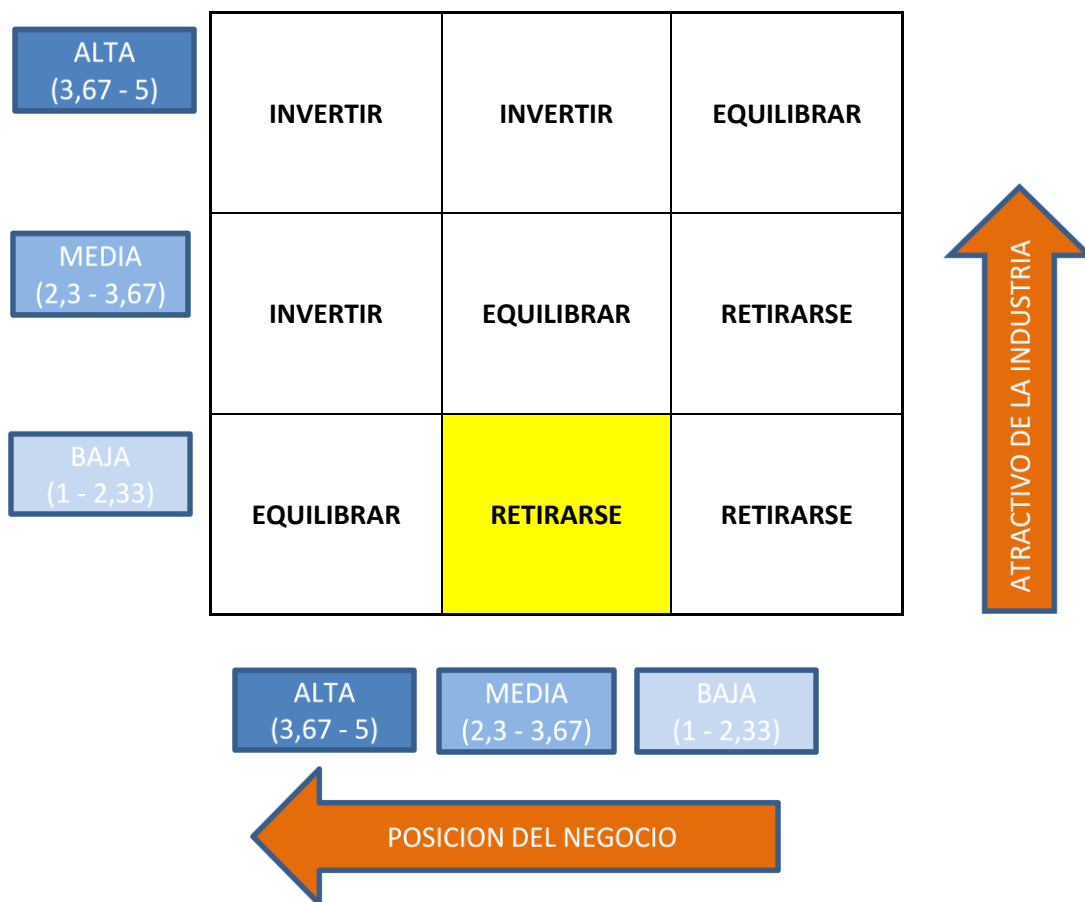 ALTA
(3,67 - 5)
INVERTIR
INVERTIR
EQUILIBRAR
MEDIA
(2,3 - 3,67)
INVERTIR
EQUILIBRAR
RETIRARSE
BAJA
(1 - 2,33)
EQUILIBRAR
RETIRARSE
RETIRARSE
ATRACTIVO DE LA INDUSTRIA
ALTA
(3,67 - 5)
MEDIA
(2,3 - 3,67)
BAJA
(1 - 2,33)
POSICION DEL NEGOCIO